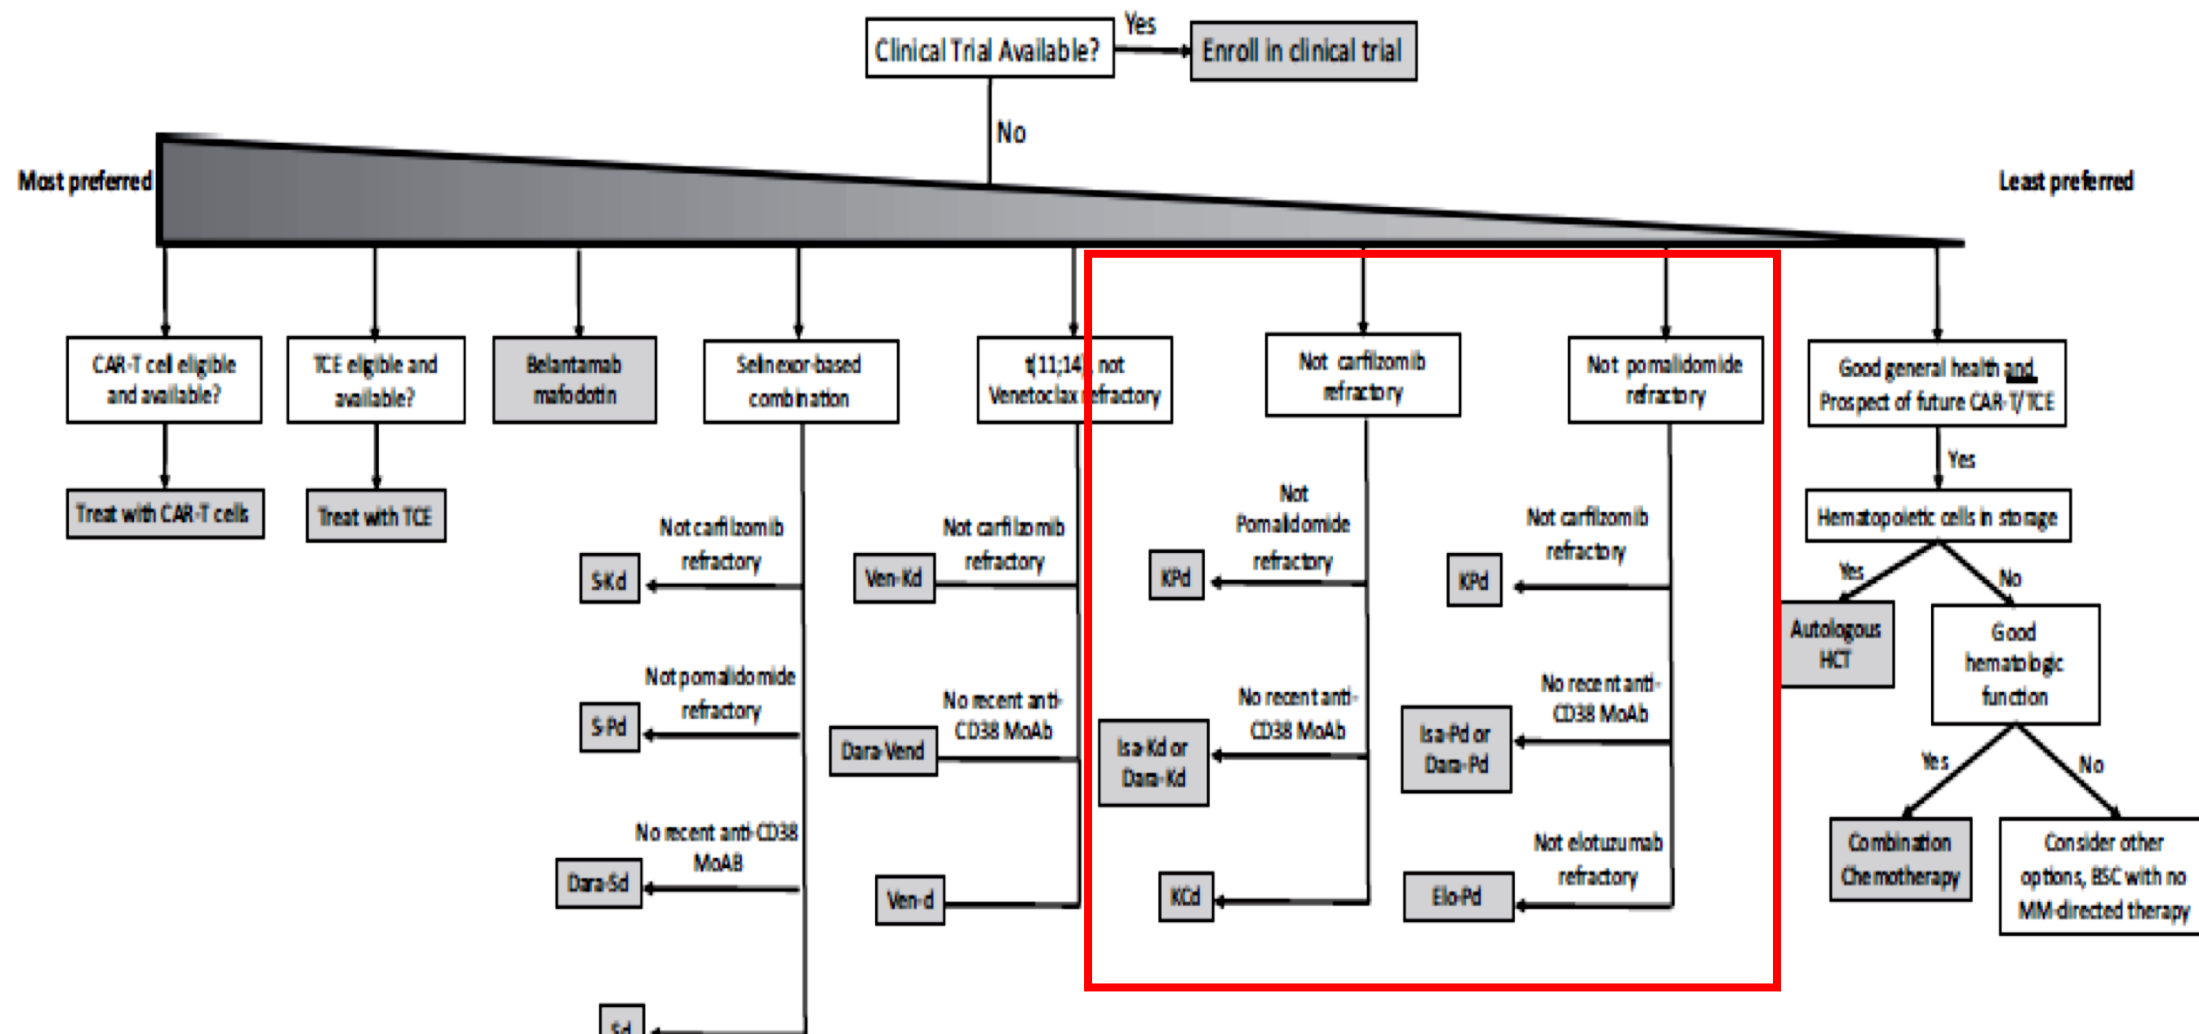 Clinical Trial Available?
Yes
Enroll in clinical trial
No
Most preferred
Least preferred
CAR-T cell eligible
and available?
Treat with CAR-T cells
TCE eligible and
available?
Treat with TCE
Belantamab
mafodotin
Selinexor-based
combination
Not carfilzomib
refractory
S-Kd
Not pomalidomide
refractory
S-Pd
No recent anti-CD38
MoAB
Dara-Sd
Sd
t(11;14), not
Venetoclax refractory
Not carfilzomib
refractory
Ven-Kd
No recent anti-
CD38 MoAb
Dara-Vend
Ven-d
Not carfilzomib
refractory
Not
Pomalidomide
refractory
KPd
No recent anti-
CD38 MoAb
Isa-Kd or
Dara-Kd
KCd
Not pomalidomide
refractory
Not carfilzomib
refractory
KPd
No recent anti-
CD38 MoAb
Isa-Pd or
Dara-Pd
Not elotuzumab
refractory
Elo-Pd
Good general health and
Prospect of future CAR-T/TCE
Yes
Hematopoietic cells in storage
Yes
No
Autologous
HCT
Good
hematologic
function
Yes
No
Combination
Chemotherapy
Consider other
options, BSC with no
MM-directed therapy